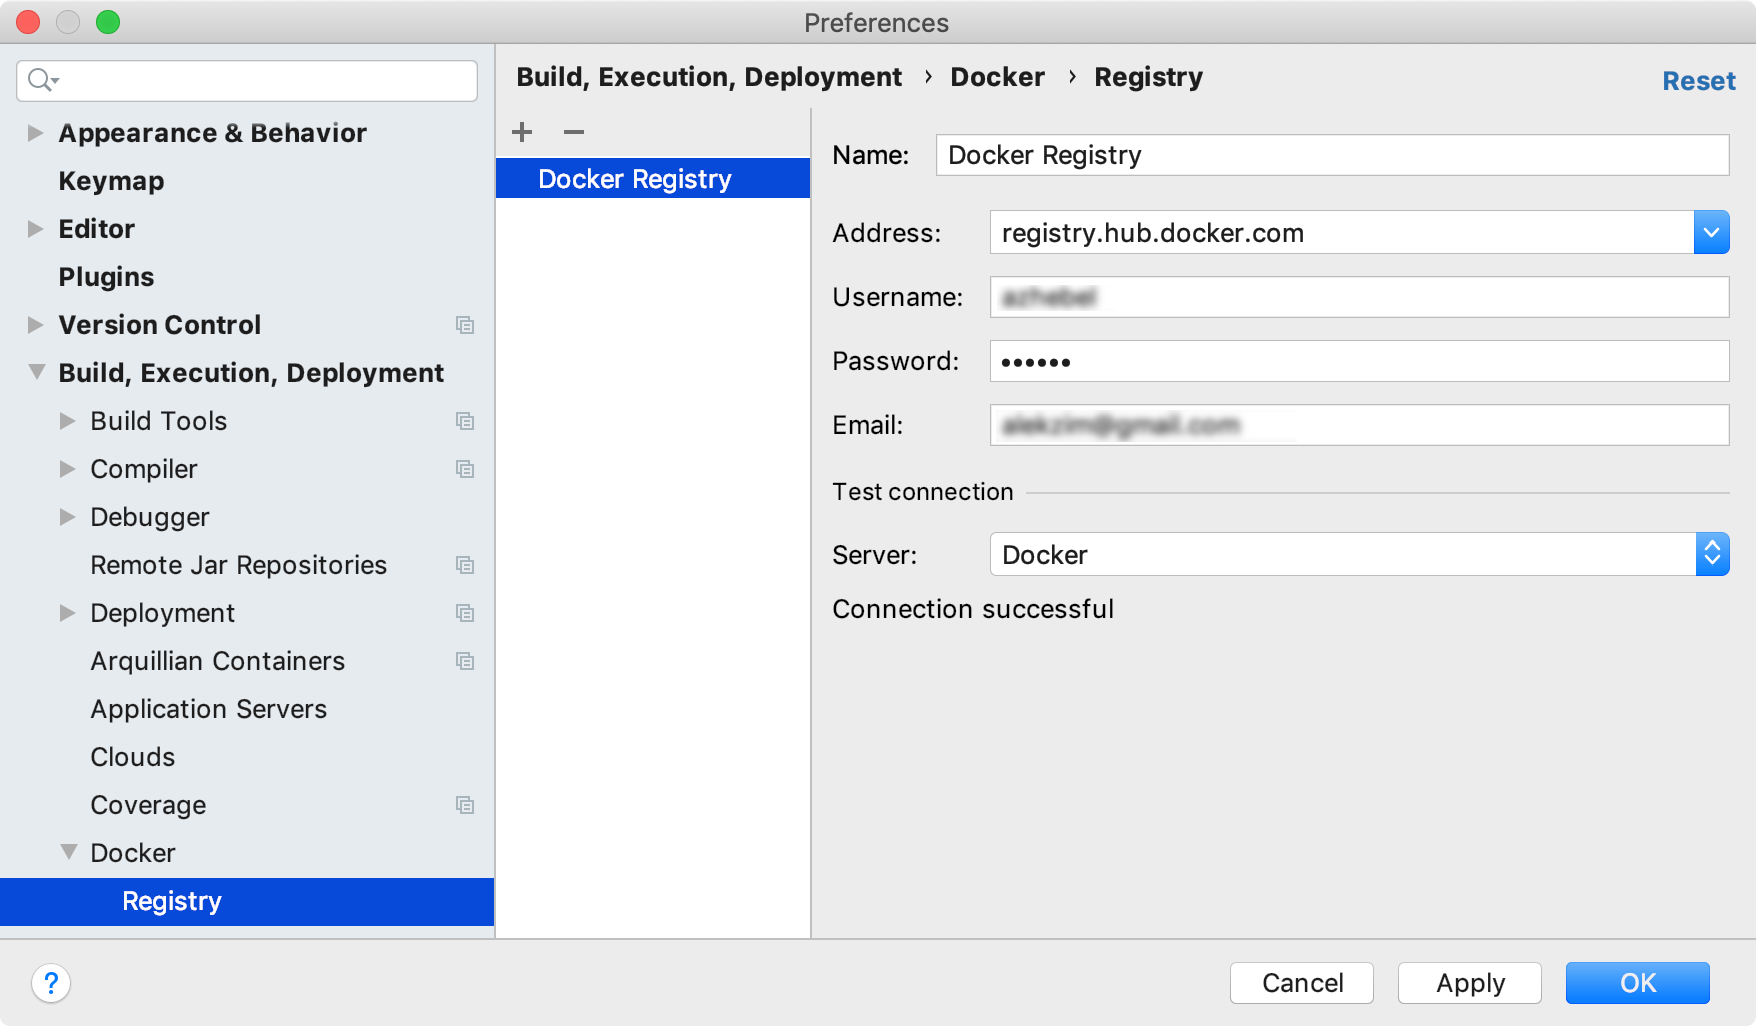 Preferences
Appearance & Behavior
Keymap
Editor
Plugins
Version Control
Build, Execution, Deployment
Build Tools
Compiler
Debugger
Remote Jar Repositories
Deployment
Arquillian Containers
Application Servers
Clouds
Coverage
Docker
Registry
Build, Execution, Deployment › Docker › Registry
Reset
Docker Registry
Name: Docker Registry
Address: registry.hub.docker.com
Username:
Password: ••••••
Email:
Test connection
Server: Docker
Connection successful
?
Cancel
Apply
OK